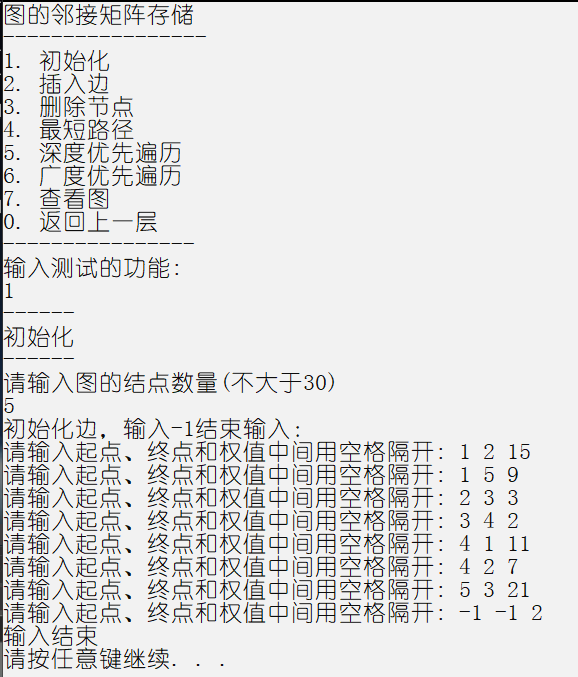 图的邻接矩阵存储
-----------------
1. 初始化
2. 插入边
3. 删除节点
4. 最短路径
5. 深度优先遍历
6. 广度优先遍历
7. 查看图
0. 返回上一层
----------------
输入测试的功能:
1
------
初始化
------
请输入图的结点数量(不大于30)
5
初始化边，输入-1结束输入:
请输入起点、终点和权值中间用空格隔开: 1 2 15
请输入起点、终点和权值中间用空格隔开: 1 5 9
请输入起点、终点和权值中间用空格隔开: 2 3 3
请输入起点、终点和权值中间用空格隔开: 3 4 2
请输入起点、终点和权值中间用空格隔开: 4 1 11
请输入起点、终点和权值中间用空格隔开: 4 2 7
请输入起点、终点和权值中间用空格隔开: 5 3 21
请输入起点、终点和权值中间用空格隔开: -1 -1 2
输入结束
请按任意键继续. . .